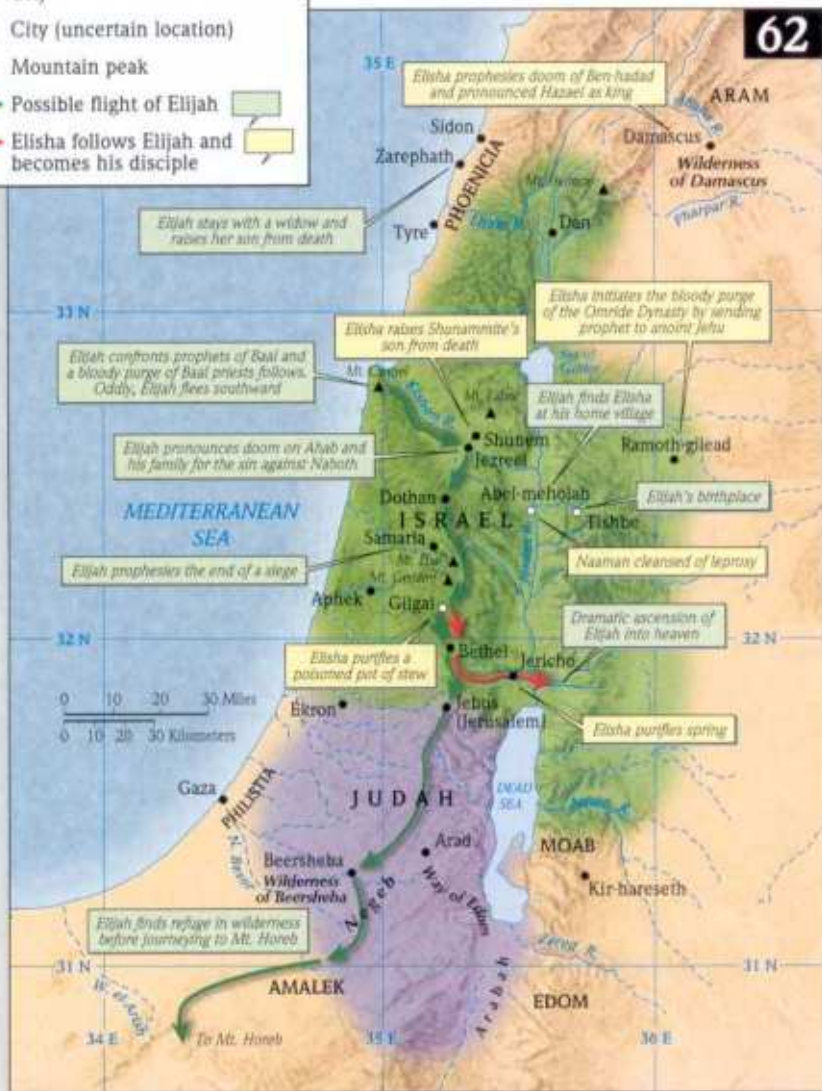 City (uncertain location)
Mountain peak
Possible flight of Elijah
Elisha follows Elijah and
becomes his disciple
62
35 E
Elisha prophesies doom of Ben-hadad
and pronounced Hazael as king
ARAM
Sidon
Damascus
Zarephath
Wilderness
of Damascus
PHOENICIA
Pharpar R.
Elijah stays with a widow and
raises her son from death
Tyre
Dan
33 N
Elisha initiates the bloody purge
of the Omride Dynasty by sending
prophet to anoint Jehu
Elisha raises Shunammite's
son from death
Elijah confronts prophets of Baal and
a bloody purge of Baal priests follows.
Oddly, Elijah flees southward
Mt. Carmel
Kishon R.
Mt. Tabor
Elijah finds Elisha
at his home village
Shunem
Jezreel
Ramoth-gilead
Elijah pronounces doom on Ahab and
his family for the sin against Naboth
Dothan
Abel-meholah
Elijah's birthplace
MEDITERRANEAN
SEA
ISRAEL
Tishbe
Samaria
Elijah prophesies the end of a siege
Naaman cleansed of leprosy
Aphek
Gilgal
Dramatic ascension of
Elijah into heaven
32 N
32 N
Bethel
Jericho
Elisha purifies a
poisoned pot of stew
0 10 20 30 Miles
0 10 20 30 Kilometers
Ekron
Jebus
(Jerusalem)
Elisha purifies spring
Gaza
PHILISTIA
JUDAH
DEAD
SEA
Arad
MOAB
Beersheba
Wilderness
of Beersheba
Way of Edom
Kir-hareseth
Negeb
Elijah finds refuge in wilderness
before journeying to Mt. Horeb
31 N
31 N
AMALEK
Arabah
EDOM
W. el-Arish
34 E
To Mt. Horeb
35 E
36 E